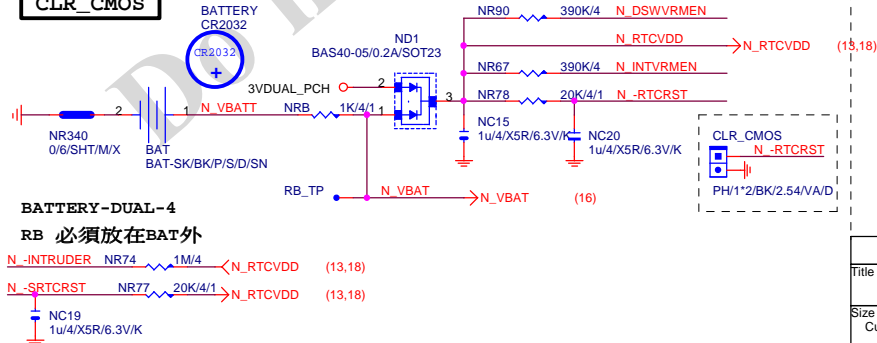 CLR_CMOS
Do n
BATTERY
CR2032
CR2032
+
ND1
BAS40-05/0.2A/SOT23
NR90 390K/4 N_DSWVRMEN
N_RTCVDD N_RTCVDD (13,18)
3VDUAL_PCH 2
NR67 390K/4 N_INTVRMEN
NR78 20K/4/1 N_-RTCRST
2 1 N_VBATT NRB 1K/4/1 1 3
NR340
0/6/SHT/M/X
BAT
BAT-SK/BK/P/S/D/SN
NC15
1u/4/X5R/6.3V/K
NC20
1u/4/X5R/6.3V/K
CLR_CMOS
N_-RTCRST
PH/1*2/BK/2.54/VA/D
RB_TP N_VBAT N_VBAT (16)
BATTERY-DUAL-4
RB 必須放在BAT外
N_-INTRUDER NR74 1M/4 N_RTCVDD (13,18)
N_-SRTCRST NR77 20K/4/1 N_RTCVDD (13,18)
NC19
1u/4/X5R/6.3V/K
Title
Size
Cu